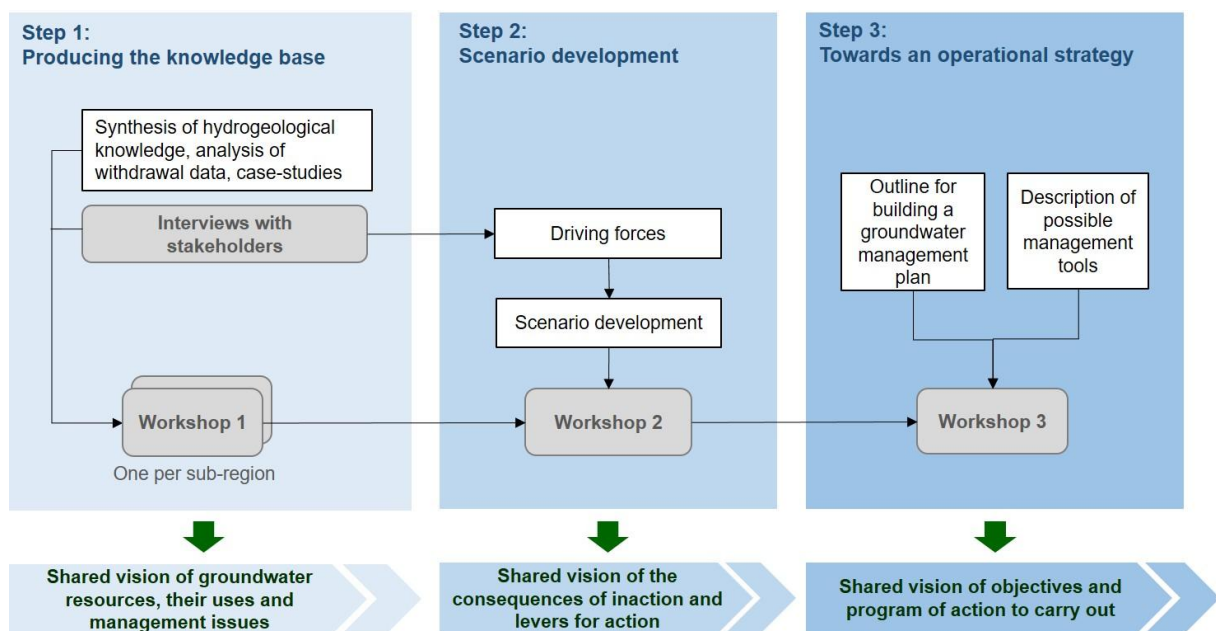 Step 1:
Producing the knowledge base
Synthesis of hydrogeological
knowledge, analysis of
withdrawal data, case-studies
Interviews with
stakeholders
Workshop 1
One per sub-region
Shared vision of groundwater
resources, their uses and
management issues
Step 2:
Scenario development
Driving forces
Scenario development
Workshop 2
Shared vision of the
consequences of inaction and
levers for action
Step 3:
Towards an operational strategy
Outline for
building a
groundwater
management
plan
Description of
possible
management
tools
Workshop 3
Shared vision of objectives and
program of action to carry out